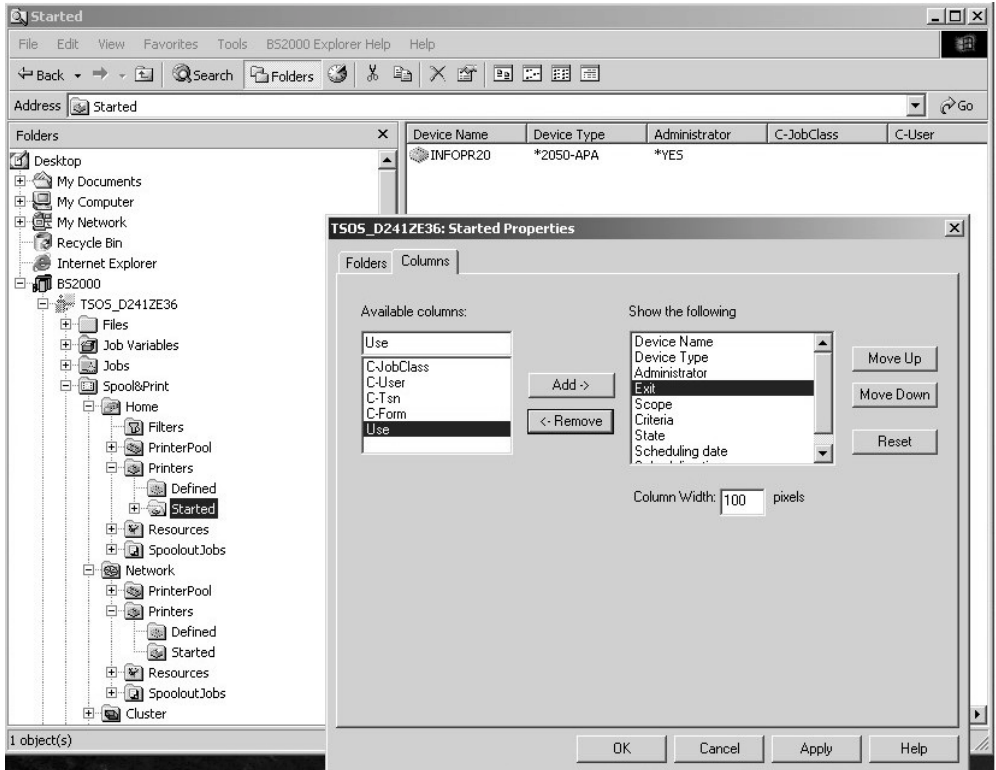 Started
File Edit View Favorites Tools BS2000 Explorer Help Help
Back Search Folders
Address Started Go
Folders
Desktop
My Documents
My Computer
My Network
Recycle Bin
Internet Explorer
BS2000
TSOS_D241ZE36
Files
Job Variables
Jobs
Spool&Print
Home
Filters
PrinterPool
Printers
Defined
Started
Resources
SpooloutJobs
Network
PrinterPool
Printers
Defined
Started
Resources
SpooloutJobs
Cluster
1 object(s)
Device Name Device Type Administrator C-JobClass C-User
INFOPR20 *2050-APA *YES
TSOS_D241ZE36: Started Properties
Folders Columns
Available columns:
Use
C-JobClass
C-User
C-Tsn
C-Form
Use
Add ->
<- Remove
Show the following
Device Name
Device Type
Administrator
Exit
Scope
Criteria
State
Scheduling date
Move Up
Move Down
Reset
Column Width: 100 pixels
OK Cancel Apply Help